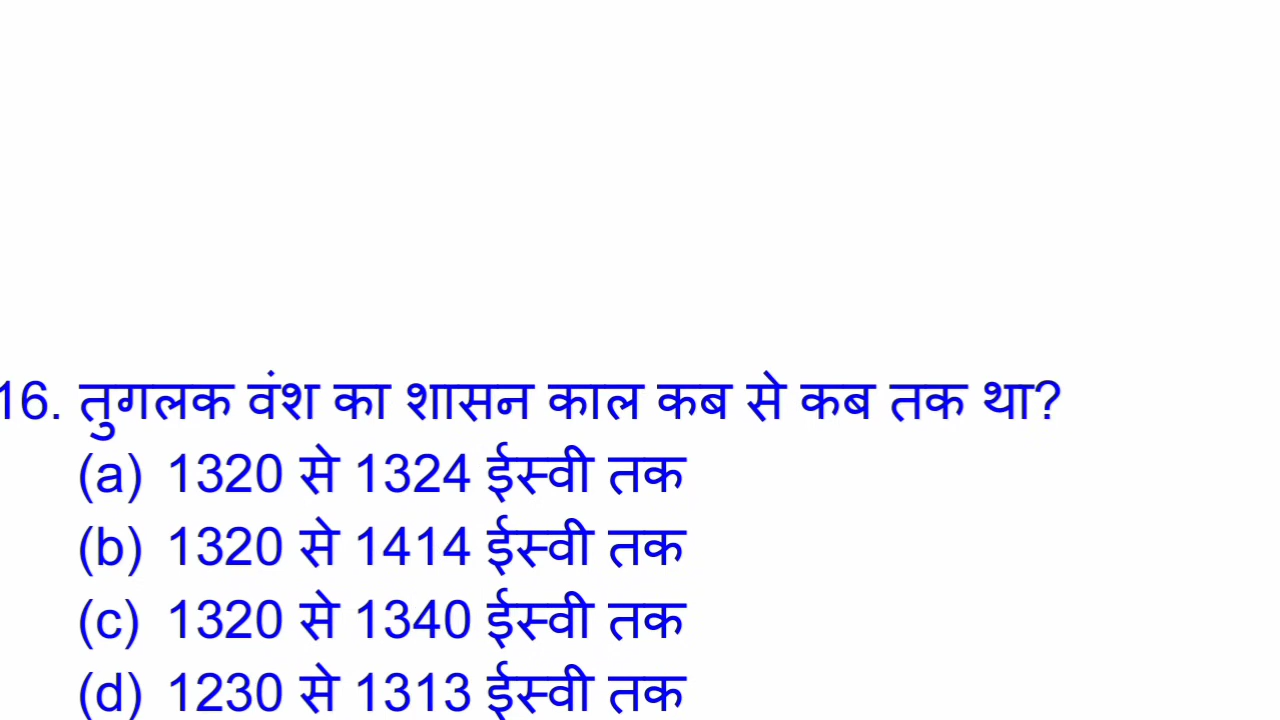 16. तुगलक वंश का शासन काल कब से कब तक था?
(a) 1320 से 1324 ईस्वी तक
(b) 1320 से 1414 ईस्वी तक
(c) 1320 से 1340 ईस्वी तक
(d) 1230 से 1313 ईस्वी तक